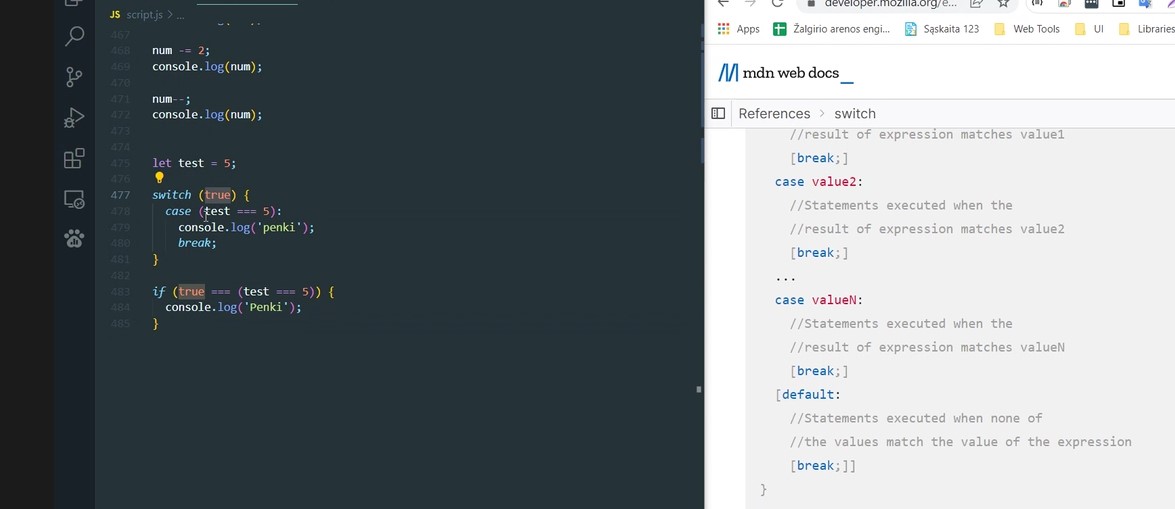 JS script.js > ...
467
468 num -= 2;
469 console.log(num);
470
471 num--;
472 console.log(num);
473
474
475 let test = 5;
476
477 switch (true) {
478 case (test === 5):
479 console.log('penki');
480 break;
481 }
482
483 if (true === (test === 5)) {
484 console.log('Penki');
485 }
developer.mozilla.org/e...
Apps Žalgirio arenos engi... Sąskaita 123 Web Tools UI Libraries
mdn web docs_
References > switch
//result of expression matches value1
[break;]
case value2:
//Statements executed when the
//result of expression matches value2
[break;]
...
case valueN:
//Statements executed when the
//result of expression matches valueN
[break;]
[default:
//Statements executed when none of
//the values match the value of the expression
[break;]]
}